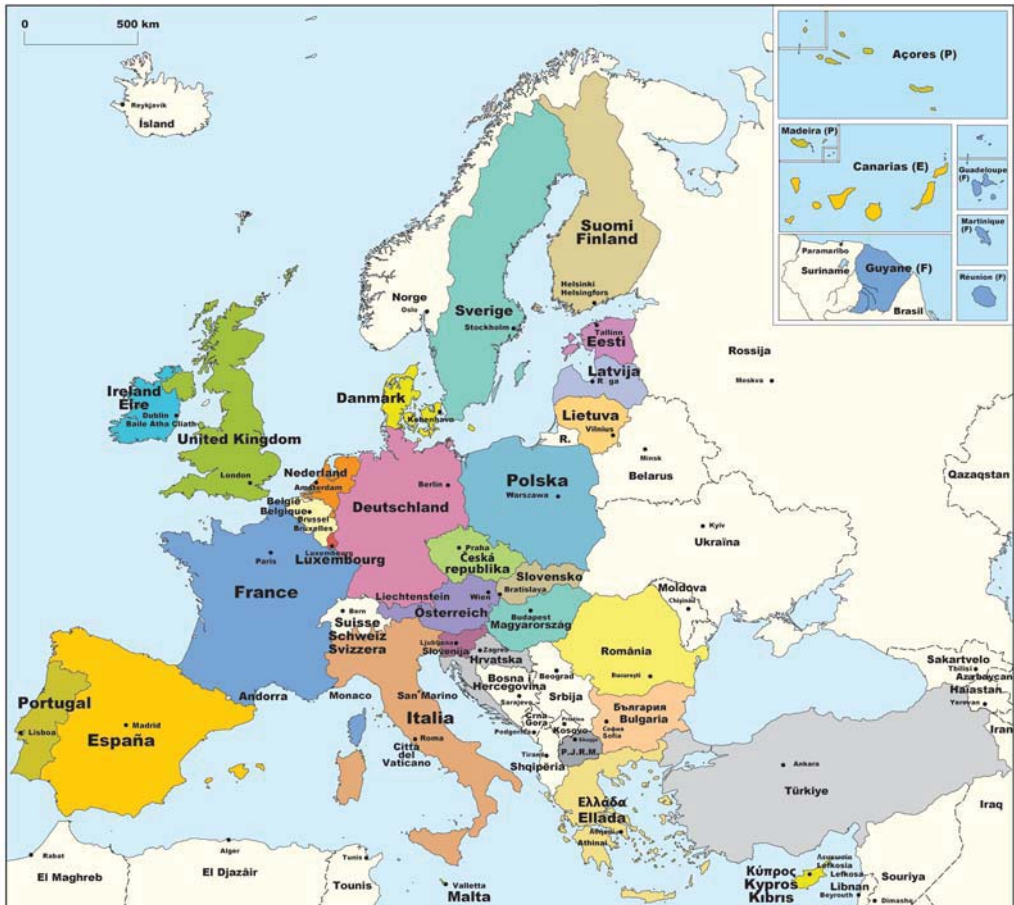 0 500 km
Reykjavík
Ísland
Açores (P)
Madeira (P)
Canarias (E)
Guadeloupe
(F)
Martinique
(F)
Réunion (F)
Paramaribo
Suriname
Guyane (F)
Brasil
Suomi
Finland
Helsinki
Helsingfors
Norge
Oslo
Sverige
Stockholm
Tallinn
Eesti
Latvija
R ga
Lietuva
Vilnius
R.
Rossija
Moskva
Minsk
Belarus
Qazaqstan
Ireland
Éire
Dublin
Baile Atha Cliath
United Kingdom
London
Danmark
København
Nederland
Amsterdam
België
Belgique
Brussel
Bruxelles
Luxembourg
Luxembourg
Deutschland
Berlin
Polska
Warszawa
Kyiv
Ukraïna
Praha
Česká
republika
Slovensko
Bratislava
Paris
France
Liechtenstein
Wien
Österreich
Budapest
Magyarország
Moldova
Chişinău
Bern
Suisse
Schweiz
Svizzera
Ljubljana
Slovenija
Zagreb
Hrvatska
România
Bucureşti
Bosna i
Hercegovina
Sarajevo
Beograd
Srbija
Crna
Gora
Podgorica
Priština
Kosovo
Skopje
P.J.R.M.
България
Bulgaria
София
Sofia
Sakartvelo
Tbilisi
Azərbaycan
Haïastan
Yerevan
Iran
Portugal
Lisboa
Madrid
España
Andorra
Monaco
San Marino
Italia
Roma
Città
del
Vaticano
Tiranë
Shqipëria
Ελλάδα
Ellada
Athinai
Ankara
Türkiye
Iraq
Rabat
El Maghreb
Alger
El Djazàir
Tunis
Tounis
Valletta
Malta
Κύπρος
Kypros
Kıbrıs
Λευκωσία
Lefkosia
Lefkosa
Libnan
Beyrouth
Souriya
Dimashq